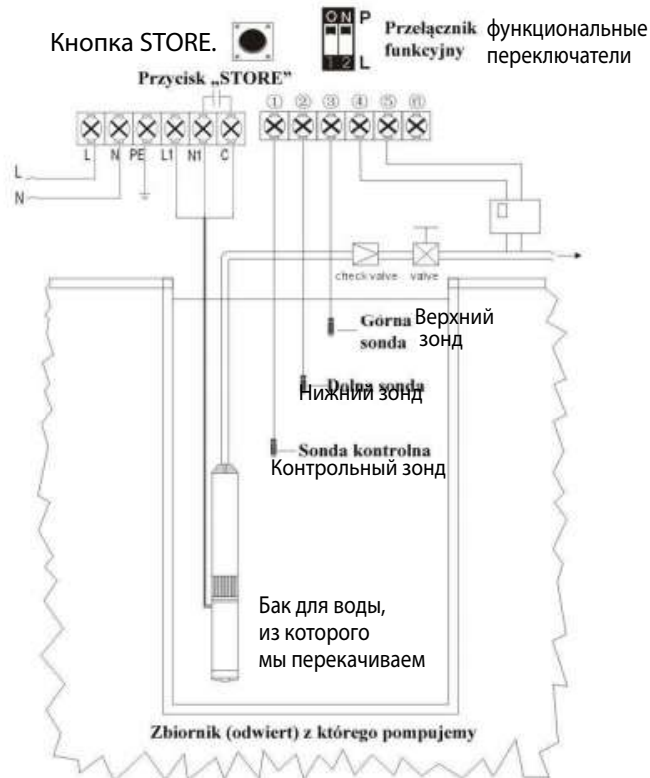 Кнопка STORE.
ON P
1 2 L
Przełącznik
funkcyjny
функциональные
переключатели
Przycisk „STORE”
① ② ③ ④ ⑤ ⑥
L N PE L1 N1 C
L
N
check valve valve
Górna
sonda
Верхний
зонд
Dolna sonda
Нижний зонд
Sonda kontrolna
Контрольный зонд
Бак для воды,
из которого
мы перекачиваем
Zbiornik (odwiert) z którego pompujemy